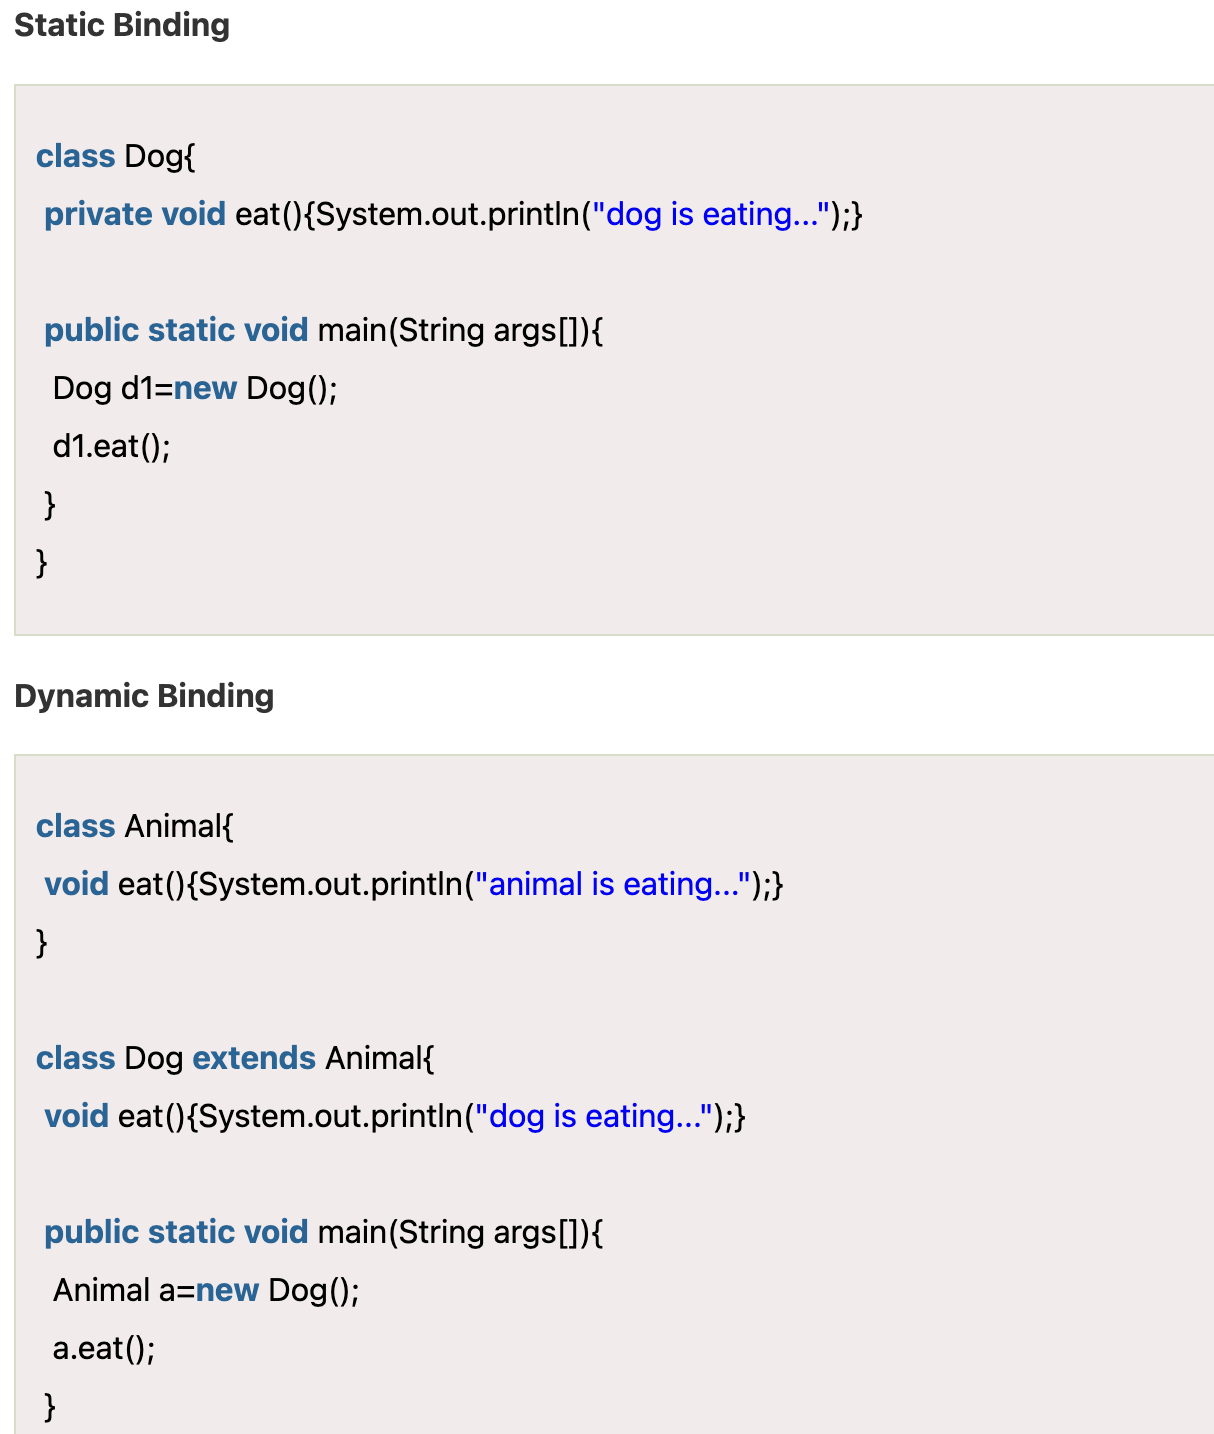 Static Binding
class Dog{
 private void eat(){System.out.println("dog is eating...");}

 public static void main(String args[]){
  Dog d1=new Dog();
  d1.eat();
 }
}
Dynamic Binding
class Animal{
 void eat(){System.out.println("animal is eating...");}
}

class Dog extends Animal{
 void eat(){System.out.println("dog is eating...");}

 public static void main(String args[]){
  Animal a=new Dog();
  a.eat();
 }